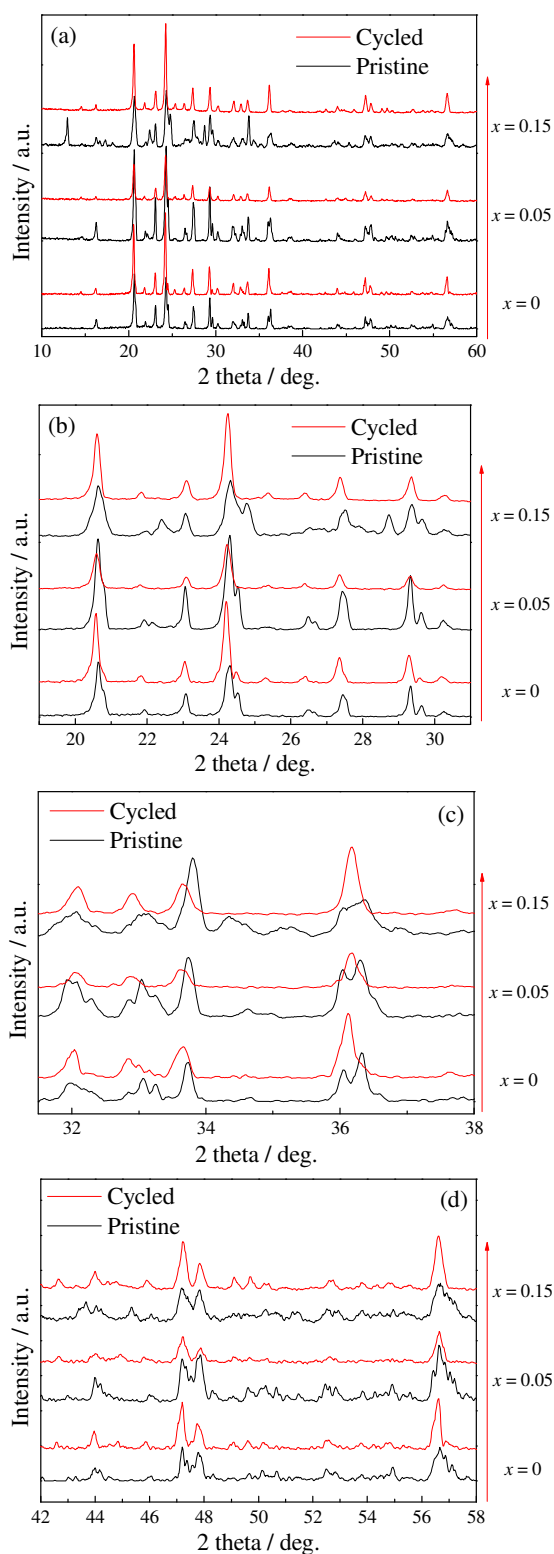 (a)
Cycled
Pristine
Intensity / a.u.
x = 0.15
x = 0.05
x = 0
10 20 30 40 50 60
2 theta / deg.
(b)
Cycled
Pristine
Intensity / a.u.
x = 0.15
x = 0.05
x = 0
20 22 24 26 28 30
2 theta / deg.
Cycled
Pristine
(c)
Intensity / a.u.
x = 0.15
x = 0.05
x = 0
32 34 36 38
2 theta / deg.
Cycled
Pristine
(d)
Intensity / a.u.
x = 0.15
x = 0.05
x = 0
42 44 46 48 50 52 54 56 58
2 theta / deg.